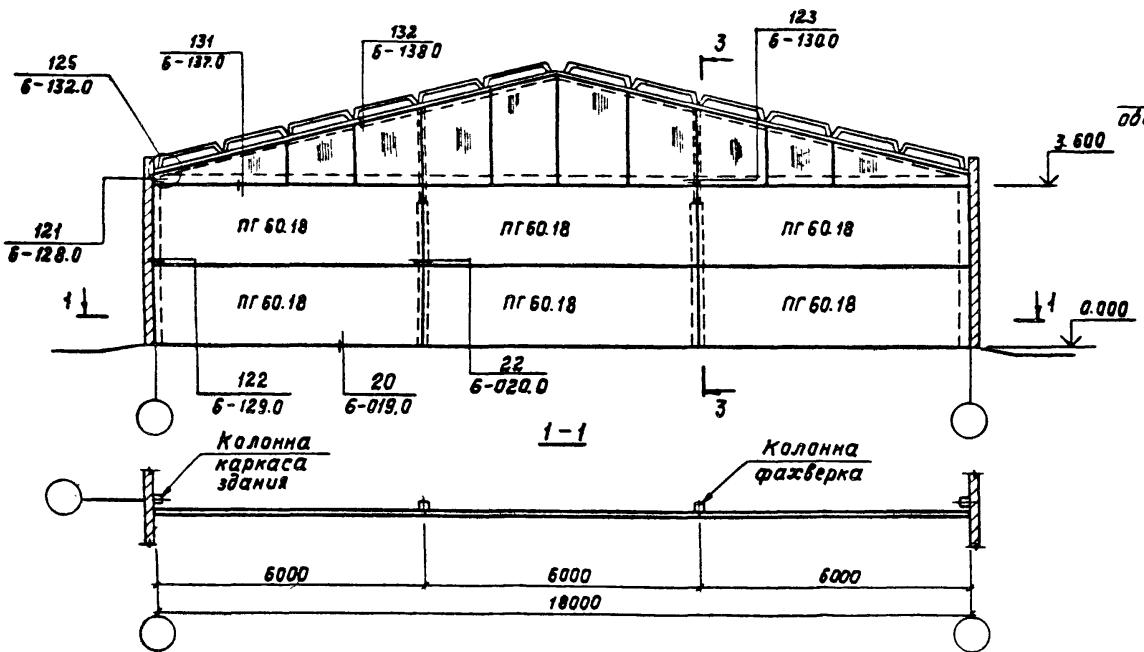 123
6-130.0
3
132
6-138.0
131
6-137.0
125
6-132.0
3.600
121
6-128.0
ПГ 60.18
ПГ 60.18
ПГ 60.18
1
ПГ 60.18
ПГ 60.18
ПГ 60.18
1
0.000
122
6-129.0
20
6-019.0
22
6-020.0
3
1-1
Колонна
каркаса
здания
Колонна
фахверка
6000
6000
6000
18000